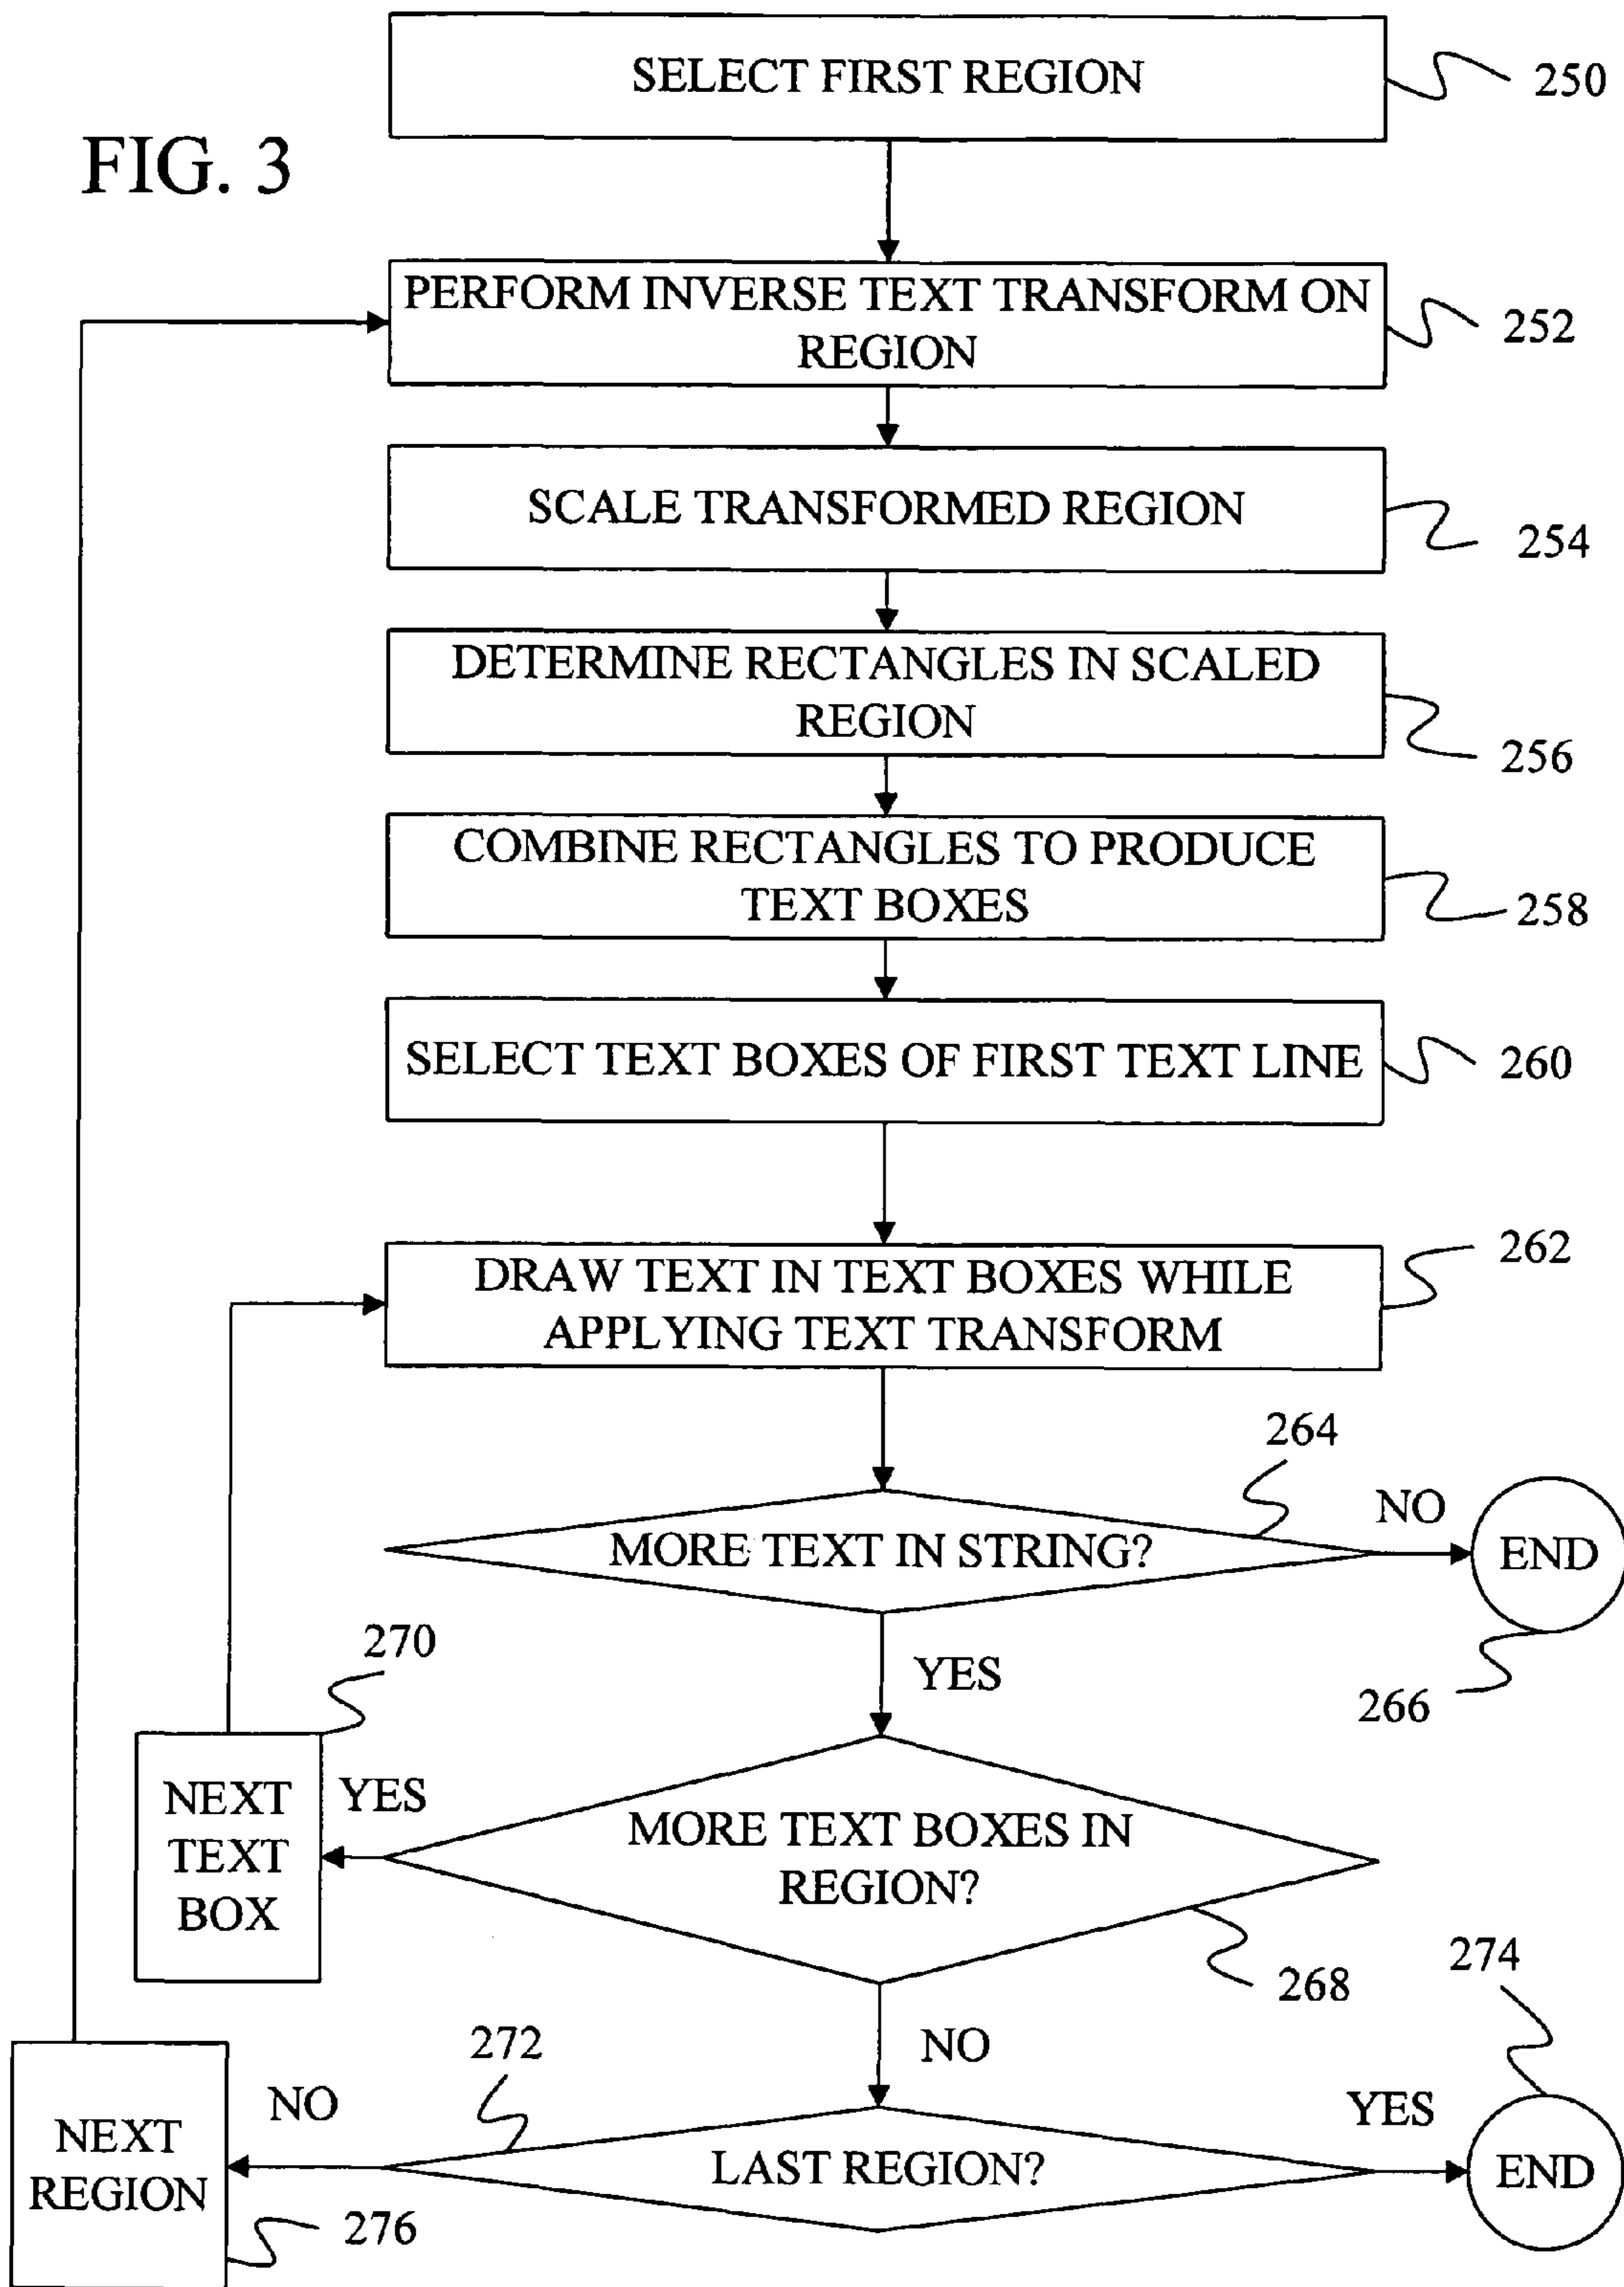 FIG. 3
SELECT FIRST REGION
250
PERFORM INVERSE TEXT TRANSFORM ON
REGION
252
SCALE TRANSFORMED REGION
254
DETERMINE RECTANGLES IN SCALED
REGION
256
COMBINE RECTANGLES TO PRODUCE
TEXT BOXES
258
SELECT TEXT BOXES OF FIRST TEXT LINE
260
DRAW TEXT IN TEXT BOXES WHILE
APPLYING TEXT TRANSFORM
262
264
MORE TEXT IN STRING?
NO
END
266
YES
270
NEXT
TEXT
BOX
YES
MORE TEXT BOXES IN
REGION?
268
NO
272
274
NEXT
REGION
NO
LAST REGION?
YES
END
276